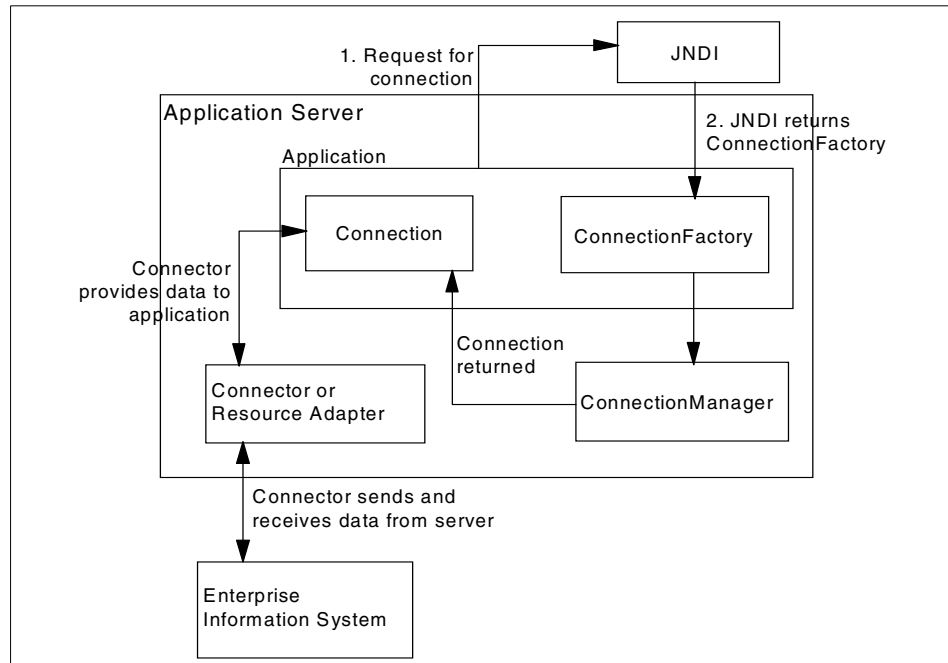 1. Request for
connection
JNDI
Application Server
2. JNDI returns
ConnectionFactory
Application
Connection
ConnectionFactory
Connector
provides data to
application
Connection
returned
Connector or
Resource Adapter
ConnectionManager
Connector sends and
receives data from server
Enterprise
Information System